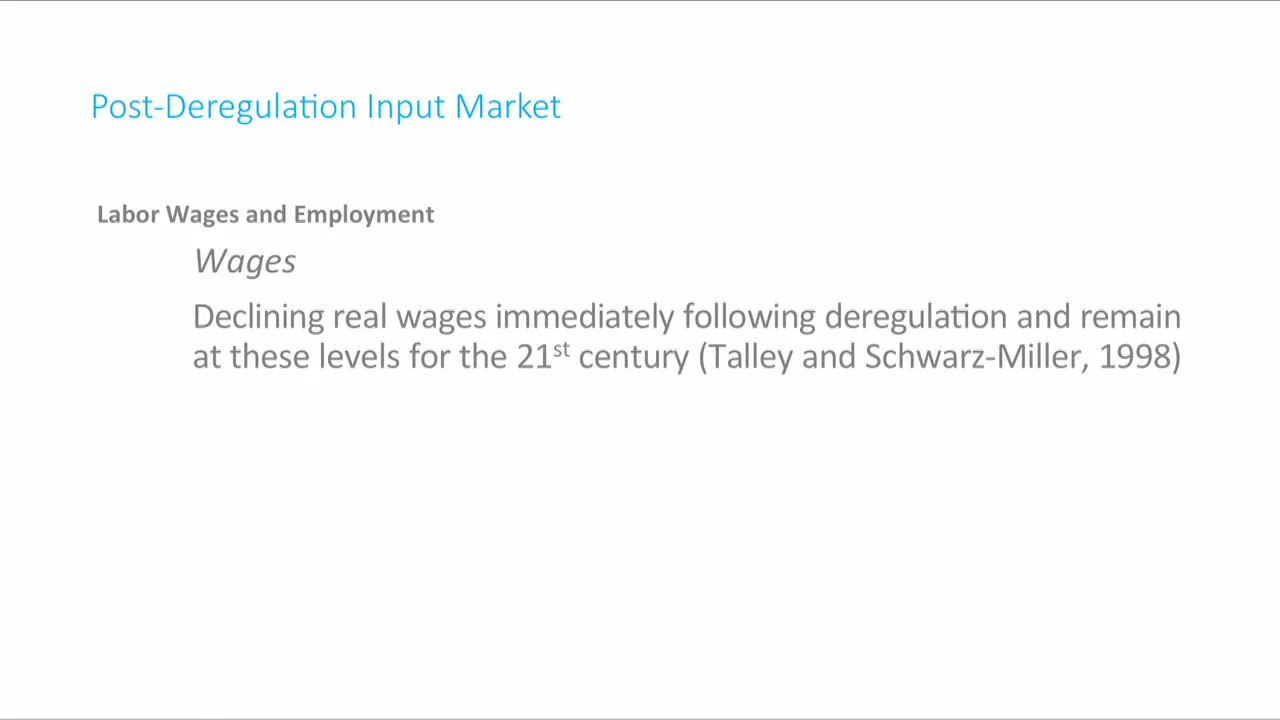 Post-Deregulation Input Market
Labor Wages and Employment
Wages
Declining real wages immediately following deregulation and remain
at these levels for the 21st century (Talley and Schwarz-Miller, 1998)